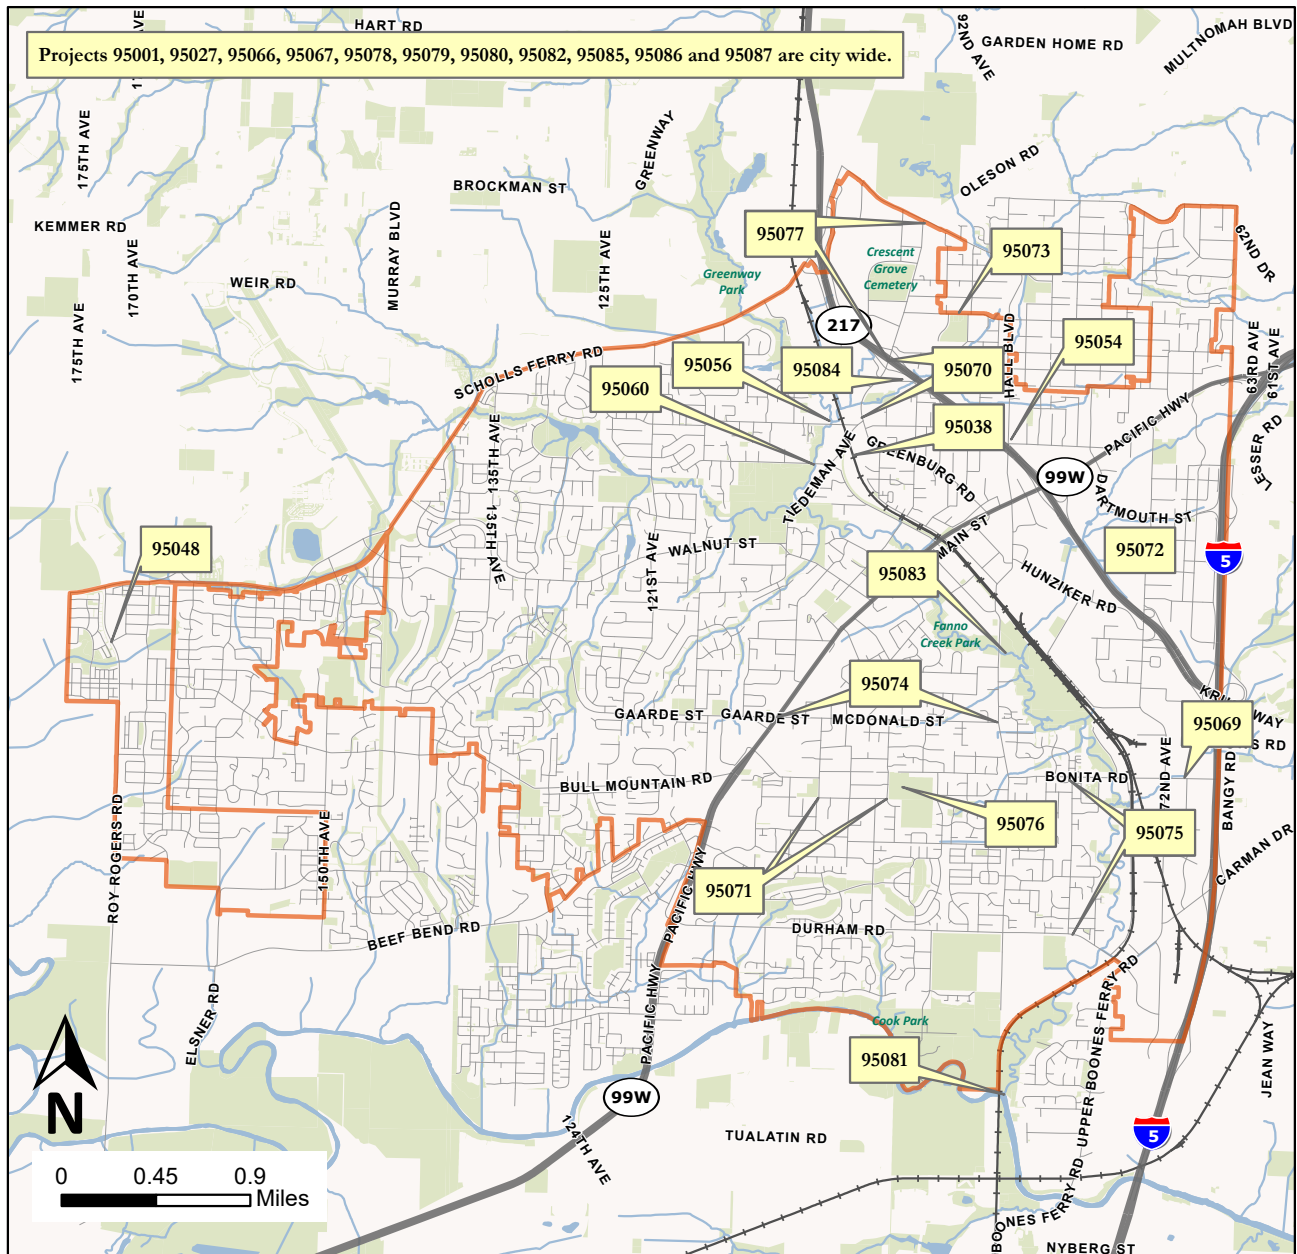 HART RD
92ND AVE
GARDEN HOME RD
MULTNOMAH BLVD
Projects 95001, 95027, 95066, 95067, 95078, 95079, 95080, 95082, 95085, 95086 and 95087 are city wide.
175TH AVE
GREENWAY
OLESON RD
BROCKMAN ST
KEMMER RD
170TH AVE
MURRAY BLVD
125TH AVE
95077
95073
62ND DR
Crescent
Grove
Cemetery
Greenway
Park
WEIR RD
175TH AVE
217
HALL BLVD
95054
63RD AVE
61ST AVE
SCHOLLS FERRY RD
95056
95084
95070
95060
95038
PACIFIC HWY
LESSER RD
135TH AVE
135TH AVE
TIEDEMAN AVE
GREENBURG RD
99W
DARTMOUTH ST
95048
121ST AVE
WALNUT ST
MAIN ST
95072
5
95083
HUNZIKER RD
Fanno
Creek Park
95074
GAARDE ST
GAARDE ST
MCDONALD ST
95069
BULL MOUNTAIN RD
BONITA RD
72ND AVE
BANGY RD
ROY ROGERS RD
150TH AVE
95076
95075
CARMAN DR
95071
PACIFIC HWY
BEEF BEND RD
DURHAM RD
ELSNER RD
PACIFIC HWY
Cook Park
UPPER BOONES FERRY RD
JEAN WAY
95081
N
99W
124TH AVE
TUALATIN RD
5
0 0.45 0.9
Miles
BOONES FERRY RD
NYBERG ST